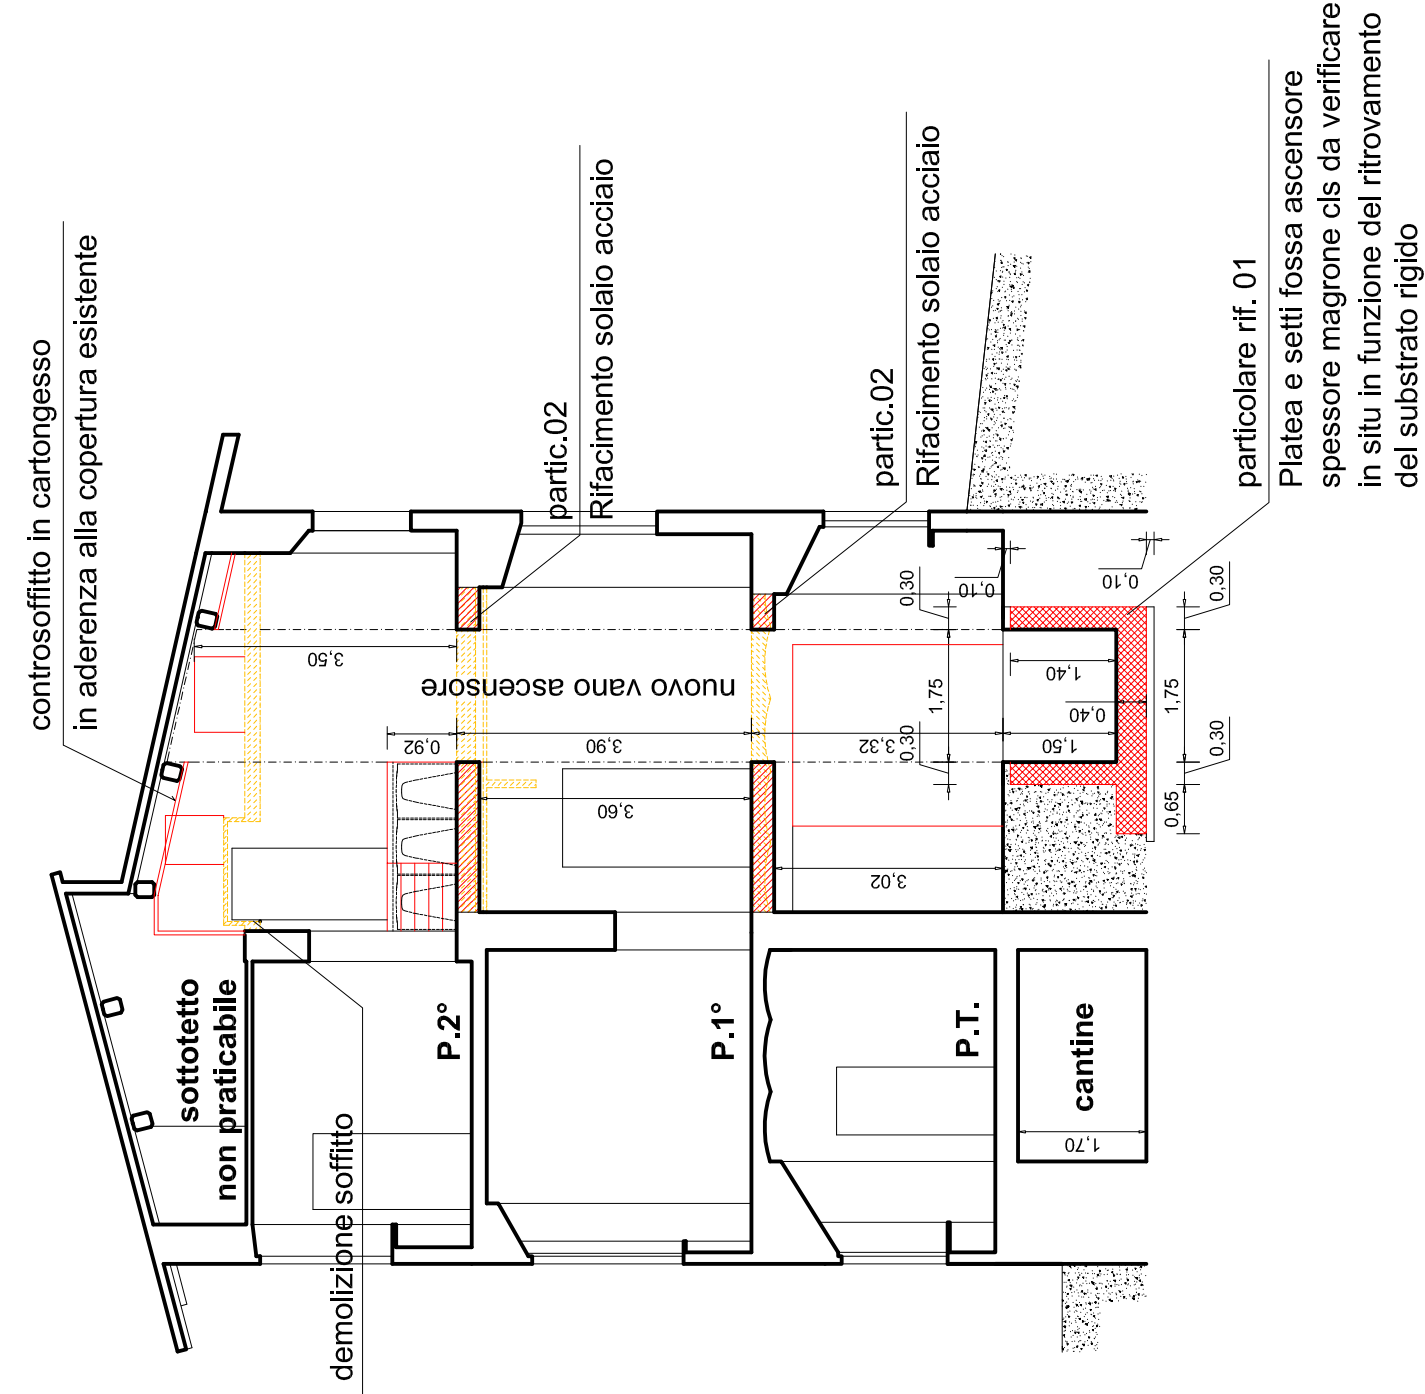 controsoffitto in cartongesso
in aderenza alla copertura esistente
partic.02
Rifacimento solaio acciaio
partic.02
Rifacimento solaio acciaio
particolare rif. 01
Platea e setti fossa ascensore
spessore magrone cls da verificare
in situ in funzione del ritrovamento
del substrato rigido
nuovo vano ascensore
sottotetto
non praticabile
demolizione soffitto
P.2°
P.1°
P.T.
cantine
3,50
0,92
3,90
3,60
3,32
3,02
0,30
1,75
0,30
0,10
0,10
1,40
0,40
1,50
0,30
1,75
0,30
0,65
1,70